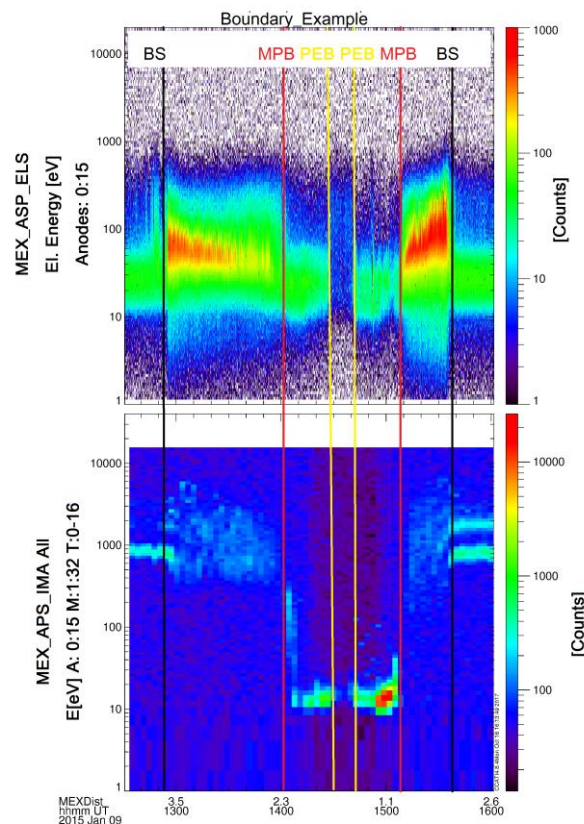 Boundary_Example
BS MPB PEB PEB MPB BS
10000
1000
100
10
1
MEX_ASP_ELS
El. Energy [eV]
Anodes: 0:15
1000
100
10
1
[Counts]
10000
1000
100
10
1
MEX_APS_IMA All
E[eV] A: 0:15 M:1:32 T:0-16
10000
1000
100
[Counts]
MEXDist_ 3.5 2.3 1.1 2.6
hhmm UT 1300 1400 1500 1600
2015 Jan 09